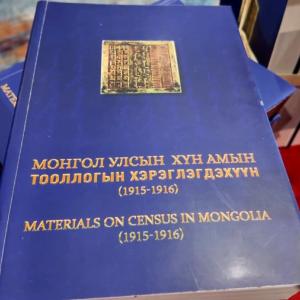 МОНГОЛ УЛСЫН ХҮН АМЫН
ТООЛЛОГЫН ХЭРЭГЛЭГДЭХҮҮН
(1915-1916)
MATERIALS ON CENSUS IN MONGOLIA
(1915-1916)